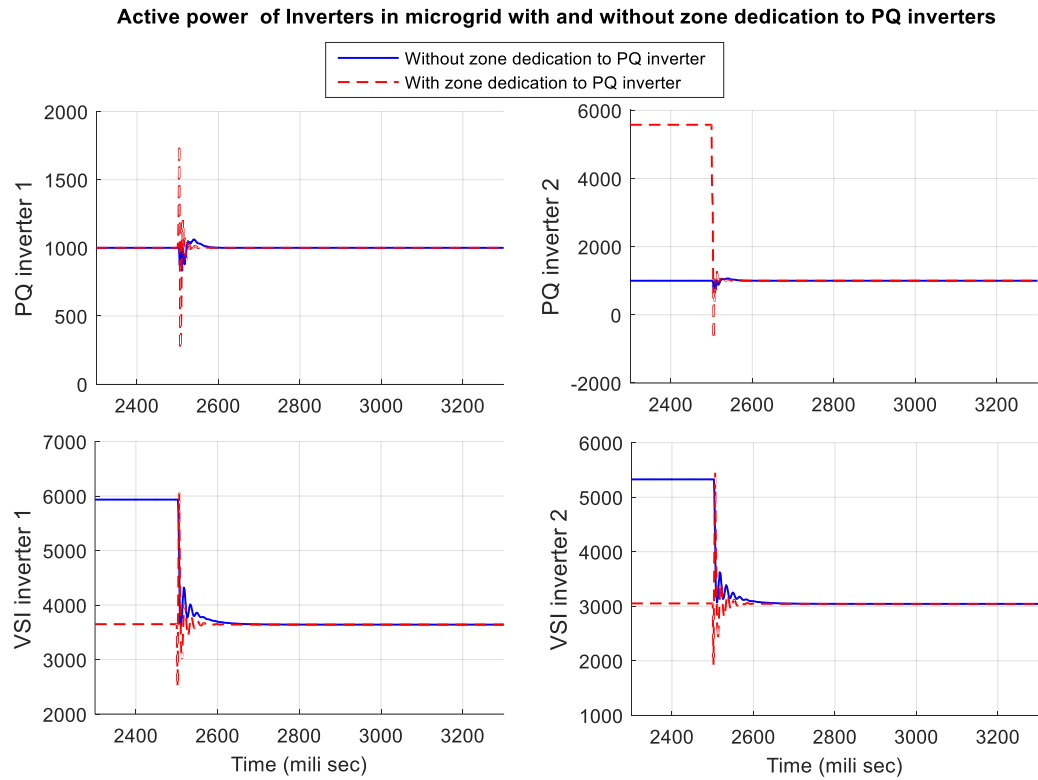 Active power of Inverters in microgrid with and without zone dedication to PQ inverters
Without zone dedication to PQ inverter
With zone dedication to PQ inverter
PQ inverter 1
2000
1500
1000
500
0
2400 2600 2800 3000 3200
PQ inverter 2
6000
4000
2000
0
-2000
2400 2600 2800 3000 3200
VSI inverter 1
7000
6000
5000
4000
3000
2000
2400 2600 2800 3000 3200
Time (mili sec)
VSI inverter 2
6000
5000
4000
3000
2000
1000
2400 2600 2800 3000 3200
Time (mili sec)